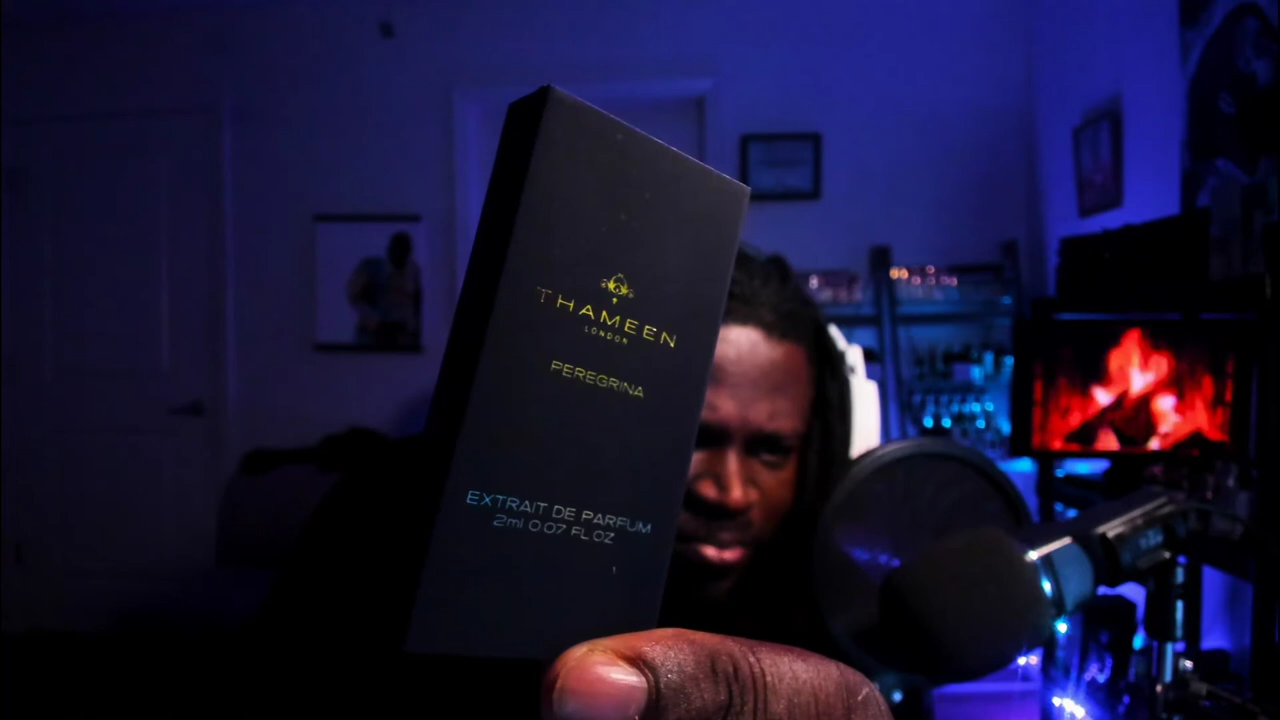 THAMEEN
LONDON
PEREGRINA
EXTRAIT DE PARFUM
2ml 0.07 FL.OZ